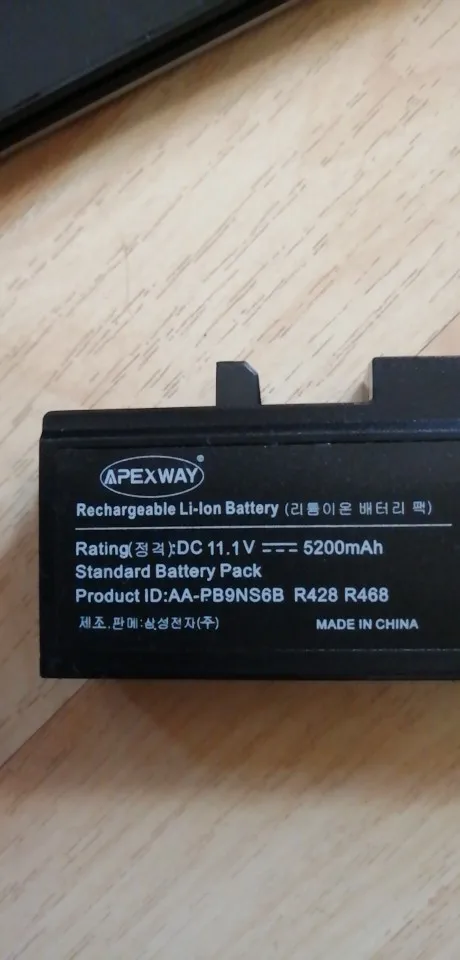 APEXWAY®
Rechargeable Li-Ion Battery (리튬이온 배터리 팩)
Rating(정격):DC 11.1V ⎓ 5200mAh
Standard Battery Pack
Product ID:AA-PB9NS6B R428 R468
제조.판매:삼성전자(주)
MADE IN CHINA